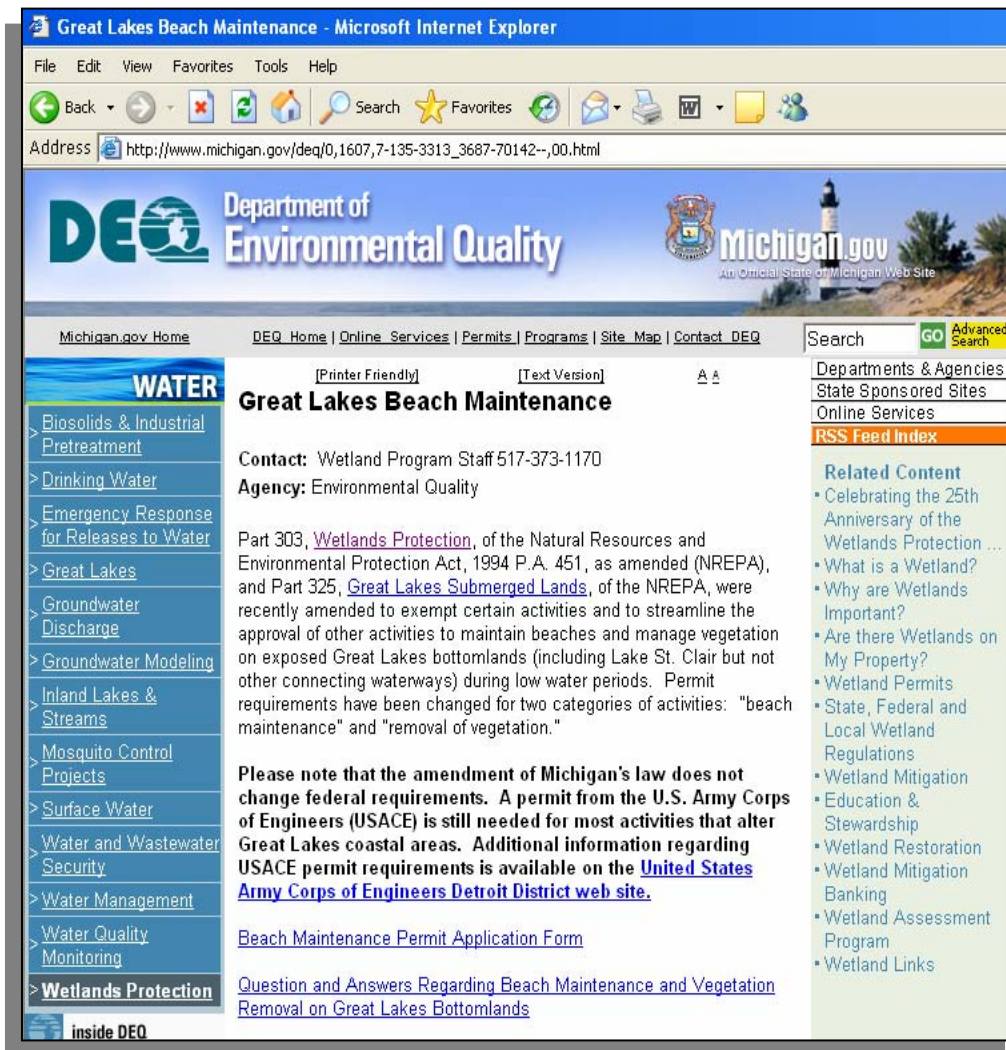 Great Lakes Beach Maintenance - Microsoft Internet Explorer
File Edit View Favorites Tools Help
Back Search Favorites
Address http://www.michigan.gov/deq/0,1607,7-135-3313_3687-70142--,00.html
DEQ Department of
Environmental Quality
Michigan.gov
An Official State of Michigan Web Site
Michigan.gov Home
DEQ Home | Online Services | Permits | Programs | Site Map | Contact DEQ
Search GO Advanced
Search
WATER
> Biosolids & Industrial
Pretreatment
> Drinking Water
> Emergency Response
for Releases to Water
> Great Lakes
> Groundwater
Discharge
> Groundwater Modeling
> Inland Lakes &
Streams
> Mosquito Control
Projects
> Surface Water
> Water and Wastewater
Security
> Water Management
> Water Quality
Monitoring
> Wetlands Protection
inside DEQ
[Printer Friendly] [Text Version] A A
Great Lakes Beach Maintenance
Contact: Wetland Program Staff 517-373-1170
Agency: Environmental Quality
Part 303, Wetlands Protection, of the Natural Resources and
Environmental Protection Act, 1994 P.A. 451, as amended (NREPA),
and Part 325, Great Lakes Submerged Lands, of the NREPA, were
recently amended to exempt certain activities and to streamline the
approval of other activities to maintain beaches and manage vegetation
on exposed Great Lakes bottomlands (including Lake St. Clair but not
other connecting waterways) during low water periods. Permit
requirements have been changed for two categories of activities: "beach
maintenance" and "removal of vegetation."
Please note that the amendment of Michigan's law does not
change federal requirements. A permit from the U.S. Army Corps
of Engineers (USACE) is still needed for most activities that alter
Great Lakes coastal areas. Additional information regarding
USACE permit requirements is available on the United States
Army Corps of Engineers Detroit District web site.
Beach Maintenance Permit Application Form
Question and Answers Regarding Beach Maintenance and Vegetation
Removal on Great Lakes Bottomlands
Departments & Agencies
State Sponsored Sites
Online Services
RSS Feed Index
Related Content
• Celebrating the 25th
Anniversary of the
Wetlands Protection ...
• What is a Wetland?
• Why are Wetlands
Important?
• Are there Wetlands on
My Property?
• Wetland Permits
• State, Federal and
Local Wetland
Regulations
• Wetland Mitigation
• Education &
Stewardship
• Wetland Restoration
• Wetland Mitigation
Banking
• Wetland Assessment
Program
• Wetland Links